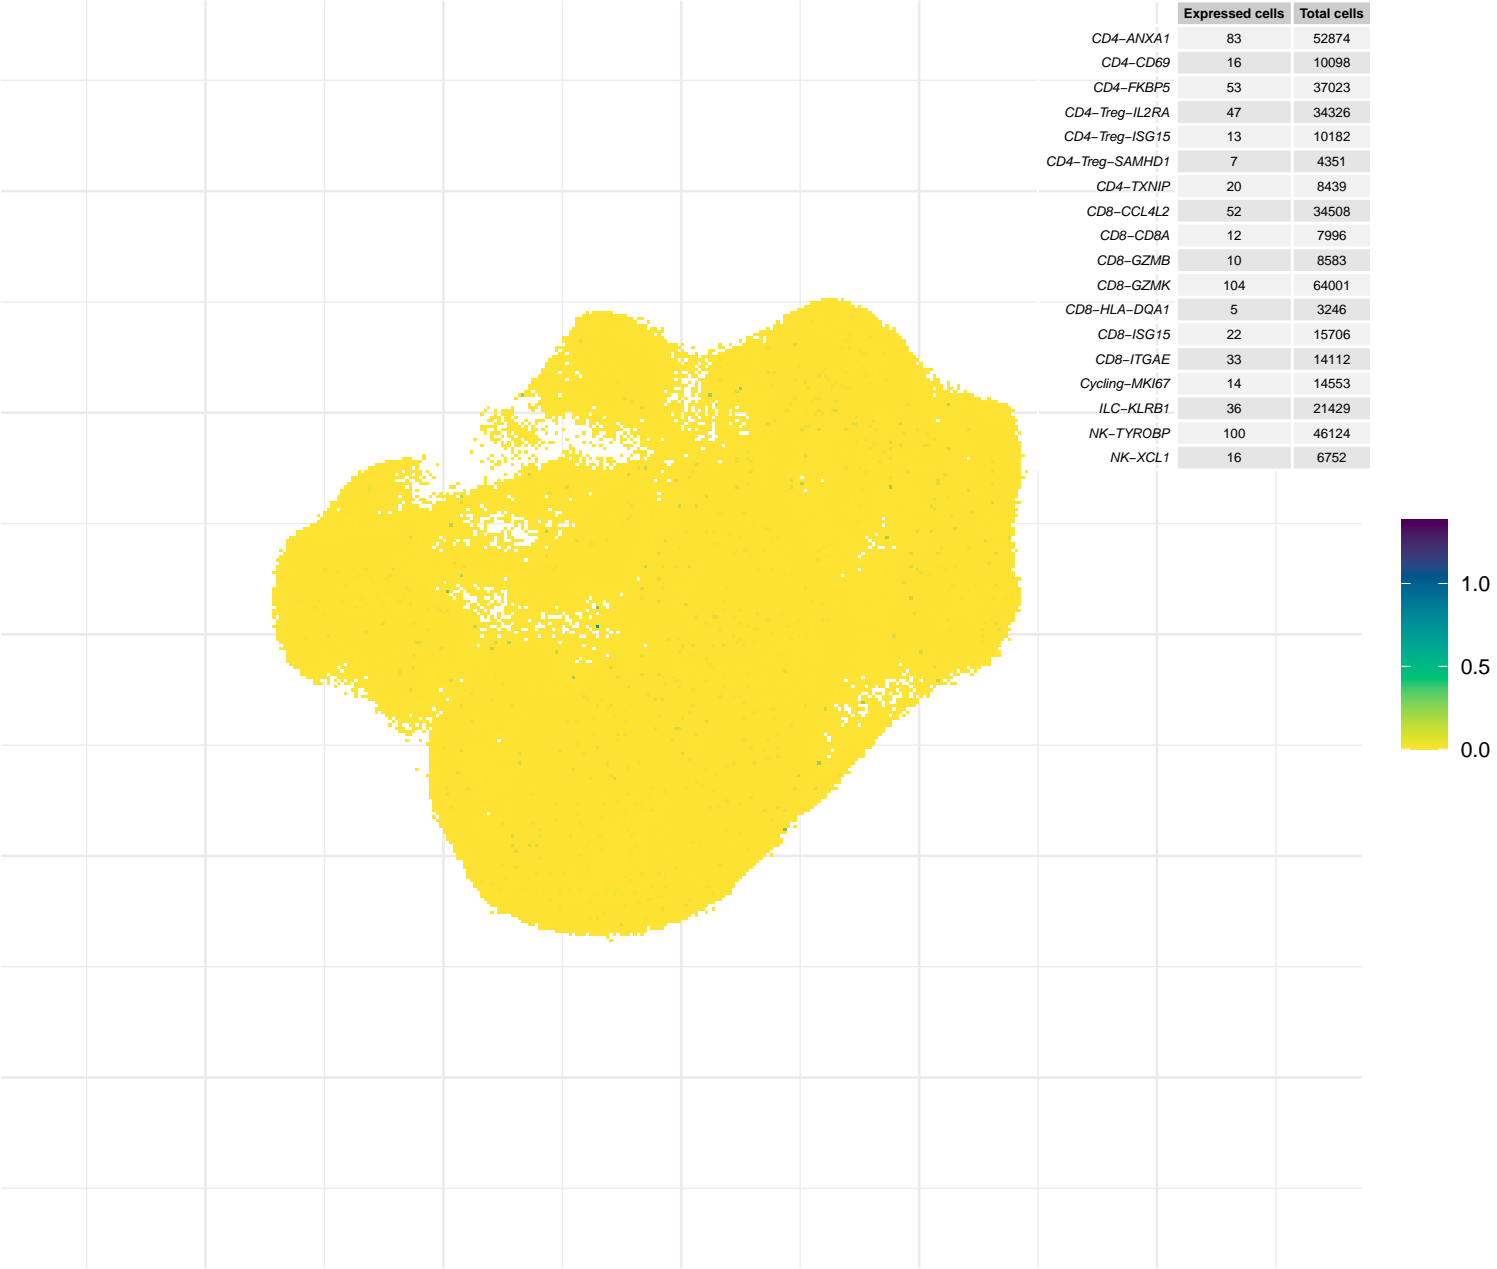 Expressed cells Total cells
CD4−ANXA1 83 52874
CD4−CD69 16 10098
CD4−FKBP5 53 37023
CD4−Treg−IL2RA 47 34326
CD4−Treg−ISG15 13 10182
CD4−Treg−SAMHD1 7 4351
CD4−TXNIP 20 8439
CD8−CCL4L2 52 34508
CD8−CD8A 12 7996
CD8−GZMB 10 8583
CD8−GZMK 104 64001
CD8−HLA−DQA1 5 3246
CD8−ISG15 22 15706
CD8−ITGAE 33 14112
Cycling−MKI67 14 14553
ILC−KLRB1 36 21429
NK−TYROBP 100 46124
NK−XCL1 16 6752
1.0
0.5
0.0